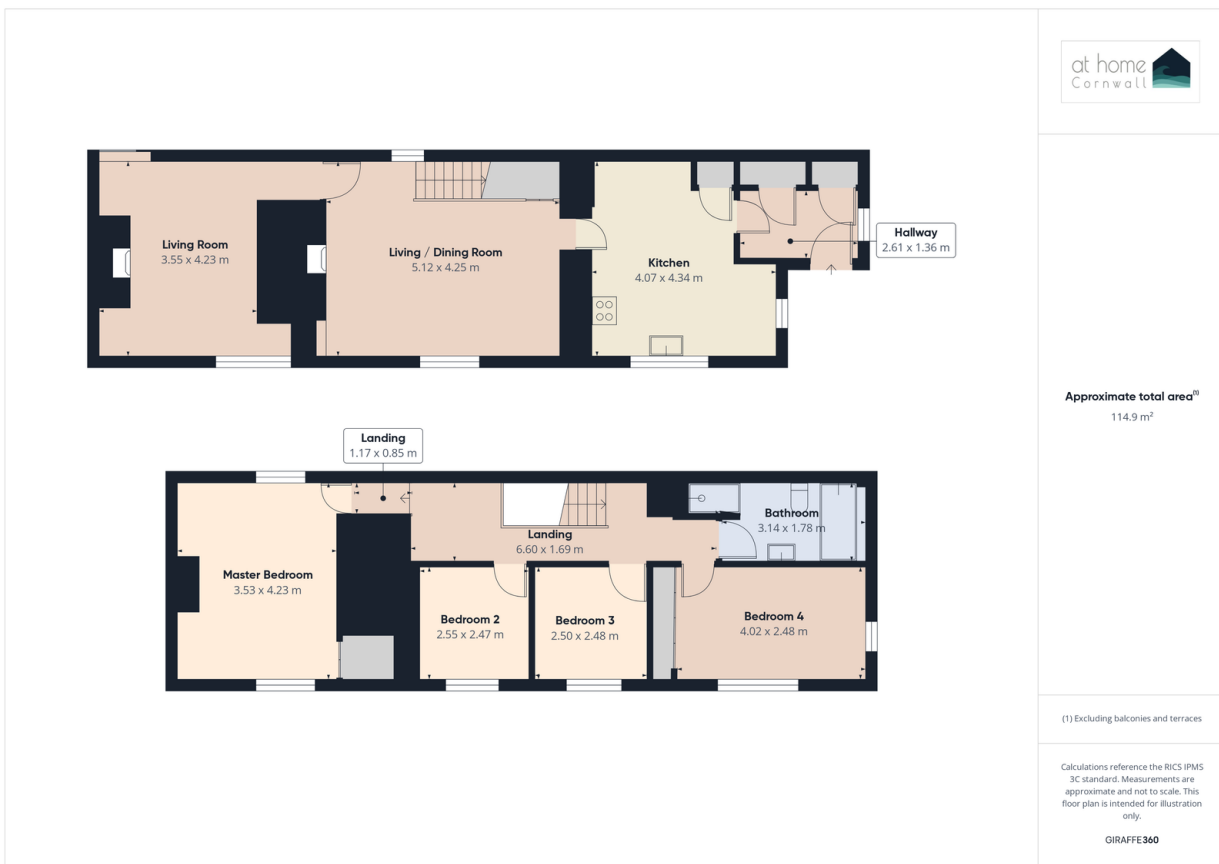 Living Room
3.55 x 4.23 m
Living / Dining Room
5.12 x 4.25 m
Kitchen
4.07 x 4.34 m
Hallway
2.61 x 1.36 m
Landing
1.17 x 0.85 m
Landing
6.60 x 1.69 m
Bathroom
3.14 x 1.78 m
Master Bedroom
3.53 x 4.23 m
Bedroom 2
2.55 x 2.47 m
Bedroom 3
2.50 x 2.48 m
Bedroom 4
4.02 x 2.48 m
at home
Cornwall
Approximate total area⁽¹⁾
114.9 m²
(1) Excluding balconies and terraces
Calculations reference the RICS IPMS
3C standard. Measurements are
approximate and not to scale. This
floor plan is intended for illustration
only.
GIRAFFE360